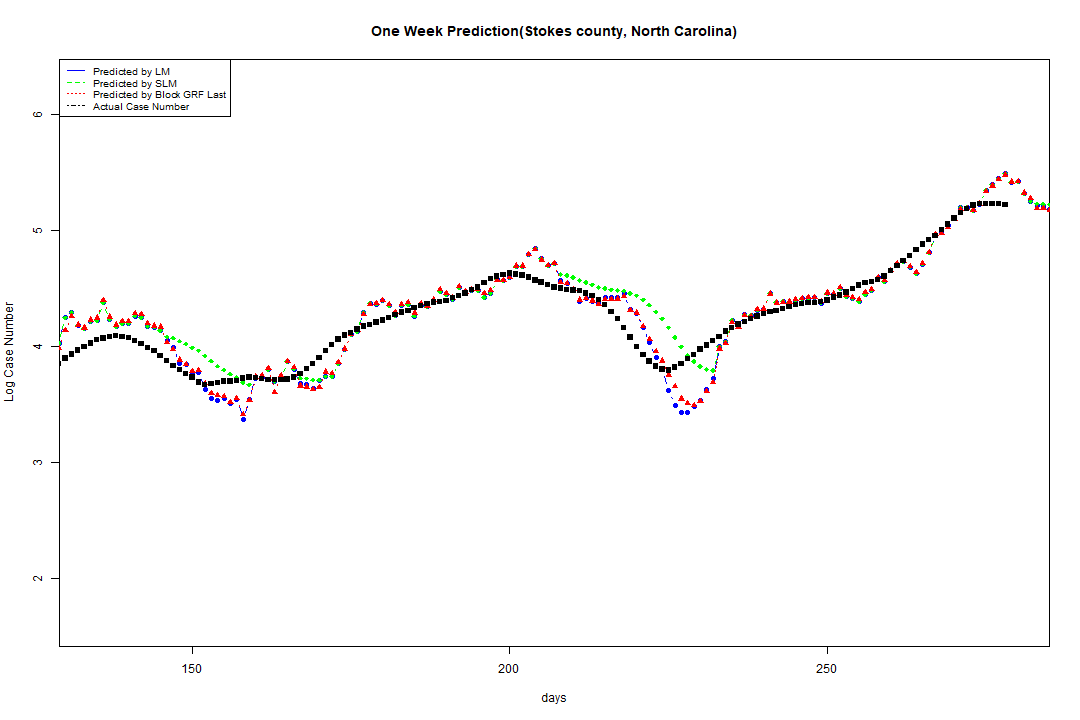 One Week Prediction(Stokes county, North Carolina)
Predicted by LM
Predicted by SLM
Predicted by Block GRF Last
Actual Case Number
6
5
4
3
2
Log Case Number
150
200
250
days